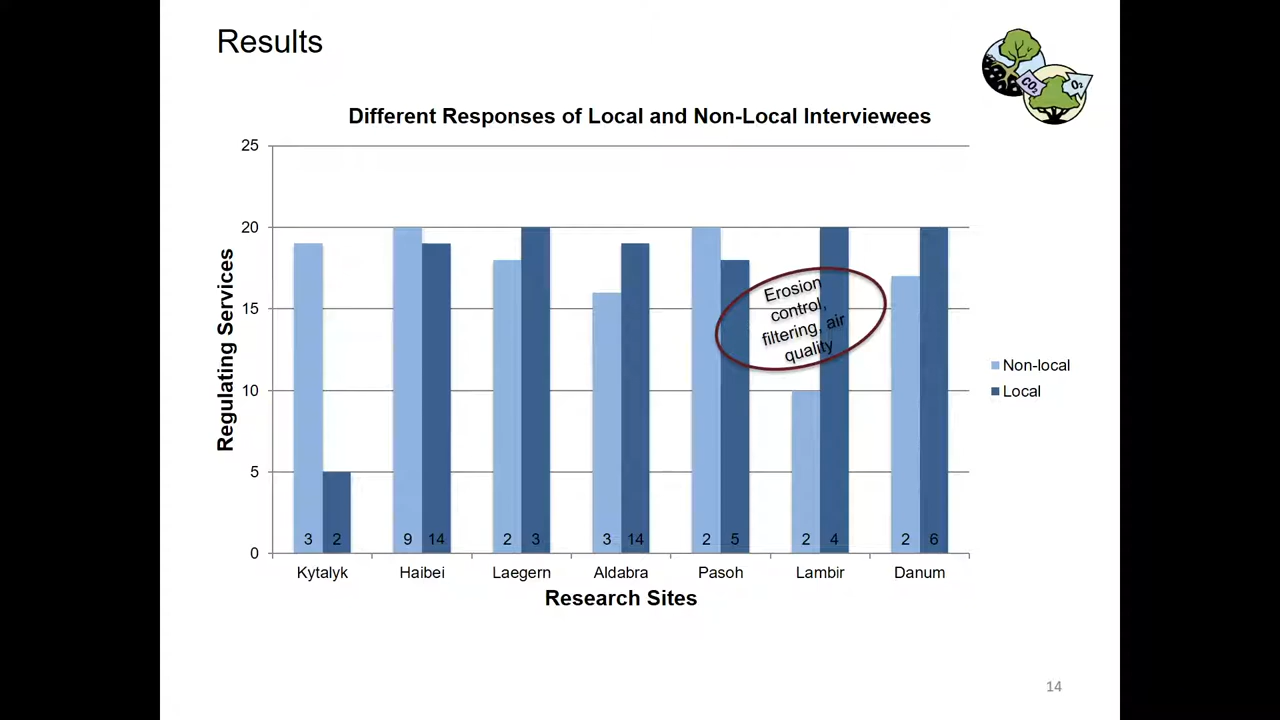 Results
CO₂
O₂
Different Responses of Local and Non-Local Interviewees
25
20
15
10
5
0
Regulating Services
Erosion
control,
filtering, air
quality
Non-local
Local
3 2 9 14 2 3 3 14 2 5 2 4 2 6
Kytalyk Haibei Laegern Aldabra Pasoh Lambir Danum
Research Sites
14